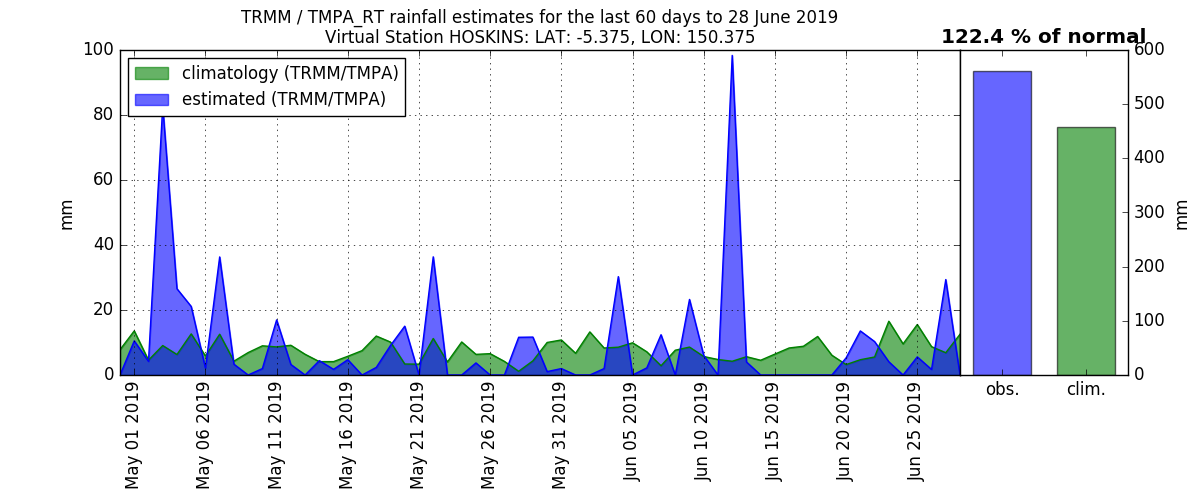 TRMM / TMPA_RT rainfall estimates for the last 60 days to 28 June 2019
Virtual Station HOSKINS: LAT: -5.375, LON: 150.375
122.4 % of normal
climatology (TRMM/TMPA)
estimated (TRMM/TMPA)
100
80
60
40
20
0
mm
May 01 2019
May 06 2019
May 11 2019
May 16 2019
May 21 2019
May 26 2019
May 31 2019
Jun 05 2019
Jun 10 2019
Jun 15 2019
Jun 20 2019
Jun 25 2019
obs.
clim.
600
500
400
300
200
100
0
mm